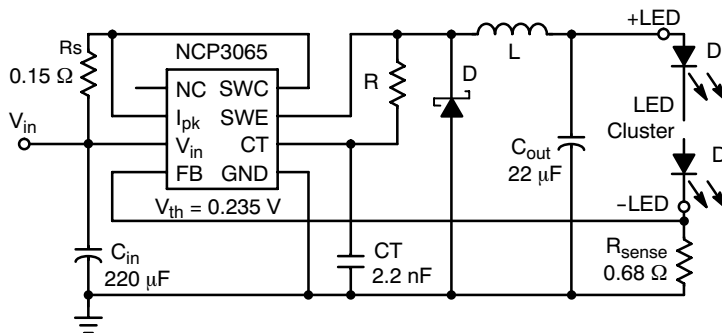 +LED
Rs
0.15 Ω
NCP3065
NC SWC
Ipk SWE
Vin CT
FB GND
Vth = 0.235 V
Vin
R
D
L
D
LED
Cluster
Cout
22 μF
D
−LED
Cin
220 μF
CT
2.2 nF
Rsense
0.68 Ω